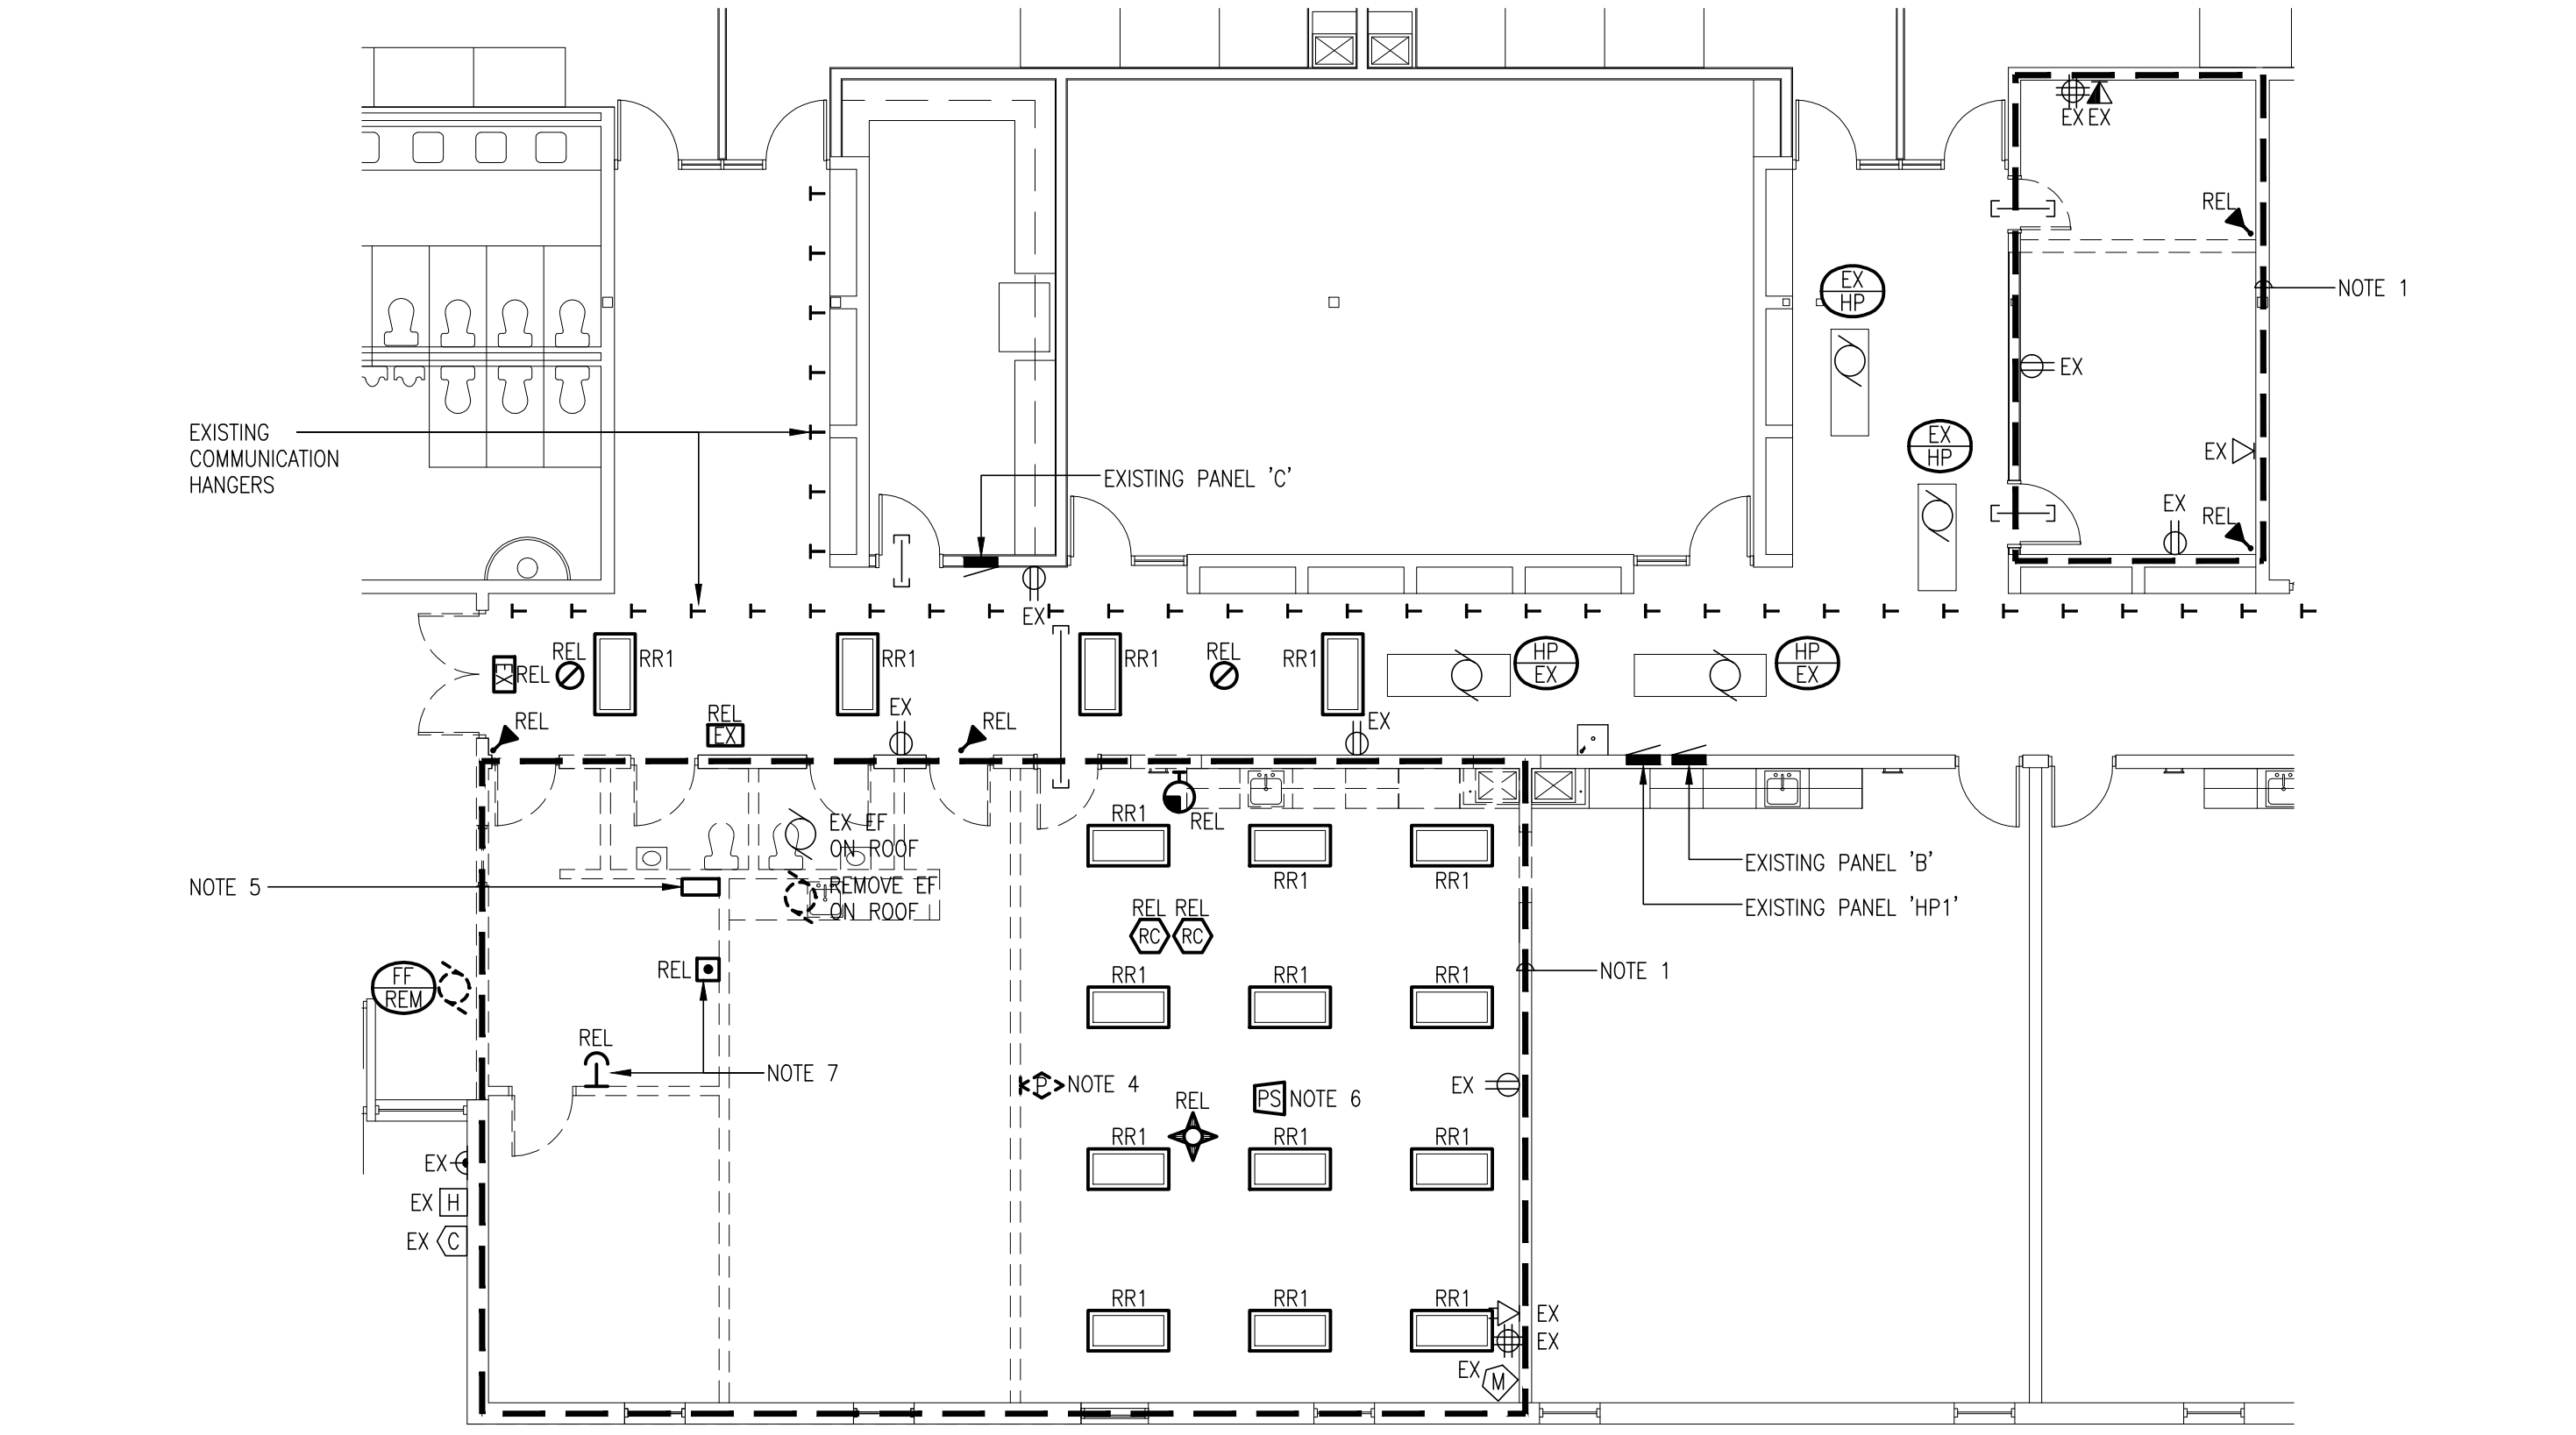 EX EX
REL
EX
HP
NOTE 1
EX
EX
HP
EXISTING
COMMUNICATION
HANGERS
EX
EXISTING PANEL 'C'
EX
REL
EX
REL
RR1
RR1
RR1
REL
RR1
HP
EX
HP
EX
EX
REL
REL
REL
EX
EX
REL
EX
REL
RR1
EX EF
ON ROOF
RR1
RR1
EXISTING PANEL 'B'
NOTE 5
REMOVE EF
ON ROOF
EXISTING PANEL 'HP1'
REL REL
RC RC
REL
NOTE 1
FF
REM
RR1
RR1
RR1
REL
NOTE 7
P NOTE 4
EX
PS NOTE 6
REL
RR1
RR1
RR1
EX
EX H
EX C
RR1
RR1
RR1
EX
EX
EX
M